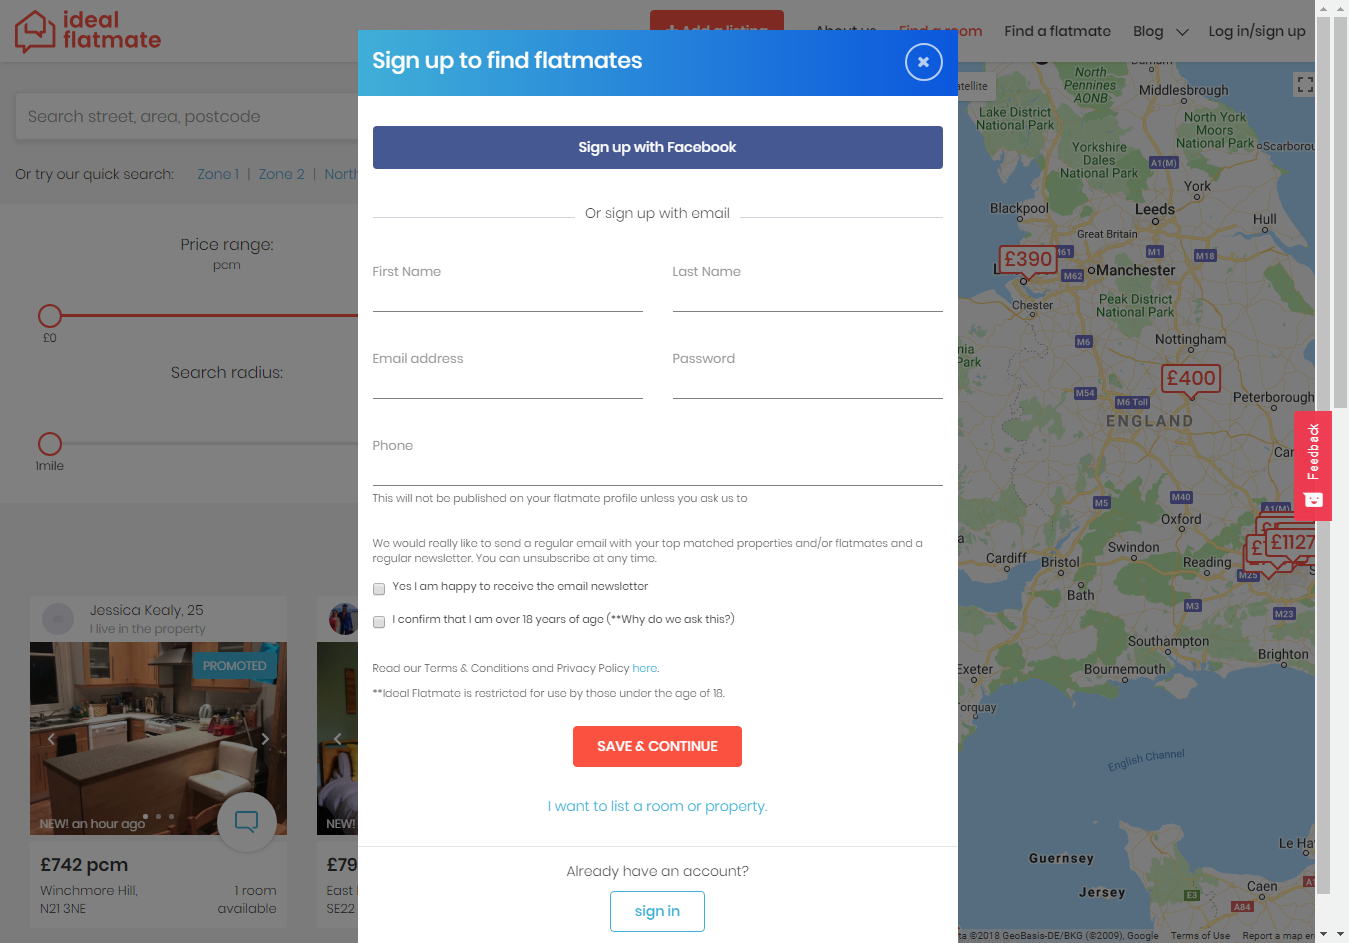 ideal
flatmate
+ Add a listing
About us
Find a room
Find a flatmate
Blog
Log in/sign up
Search street, area, postcode
Or try our quick search: Zone 1 | Zone 2 | North
Price range:
pcm
£0
Search radius:
1mile
Jessica Kealy, 25
I live in the property
PROMOTED
NEW! an hour ago
£742 pcm
Winchmore Hill,
N21 3NE
1 room
available
NEW!
£79
East
SE22
Sign up to find flatmates
Sign up with Facebook
Or sign up with email
First Name
Last Name
Email address
Password
Phone
This will not be published on your flatmate profile unless you ask us to
We would really like to send a regular email with your top matched properties and/or flatmates and a
regular newsletter. You can unsubscribe at any time.
Yes I am happy to receive the email newsletter
I confirm that I am over 18 years of age (**Why do we ask this?)
Read our Terms & Conditions and Privacy Policy here.
**Ideal Flatmate is restricted for use by those under the age of 18.
SAVE & CONTINUE
I want to list a room or property.
Already have an account?
sign in
Durham
North
Pennines
AONB
Middlesbrough
Lake District
National Park
North York
Moors
National Park
Scarborou
Yorkshire
Dales
National Park
A1(M)
York
Blackpool
Leeds
Hull
Great Britain
M61
M1
M18
£390
M62
Manchester
Chester
Peak District
National Park
M6
Nottingham
£400
M54
M6 Toll
Peterborough
ENGLAND
Feedback
M40
M5
A1(M)
Oxford
£1127
Cardiff
Bristol
Swindon
Reading
M25
Bath
M3
M23
Southampton
Brighton
Exeter
Bournemouth
Torquay
English Channel
Guernsey
Jersey
Le Ha
Caen
E3
A84
©2018 GeoBasis-DE/BKG (©2009), Google
Terms of Use
Report a map er